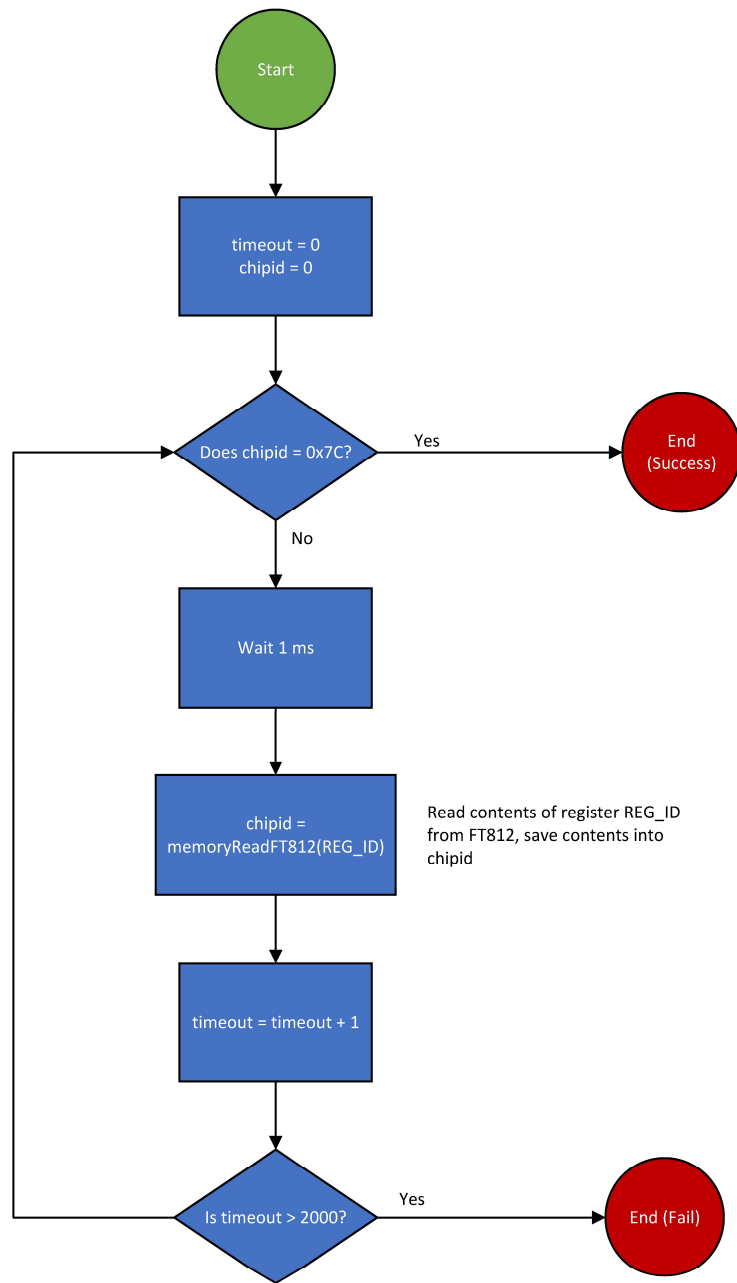 Start
timeout = 0
chipid = 0
Does chipid = 0x7C?
Yes
End
(Success)
No
Wait 1 ms
chipid =
memoryReadFT812(REG_ID)
Read contents of register REG_ID
from FT812, save contents into
chipid
timeout = timeout + 1
Is timeout > 2000?
Yes
End (Fail)